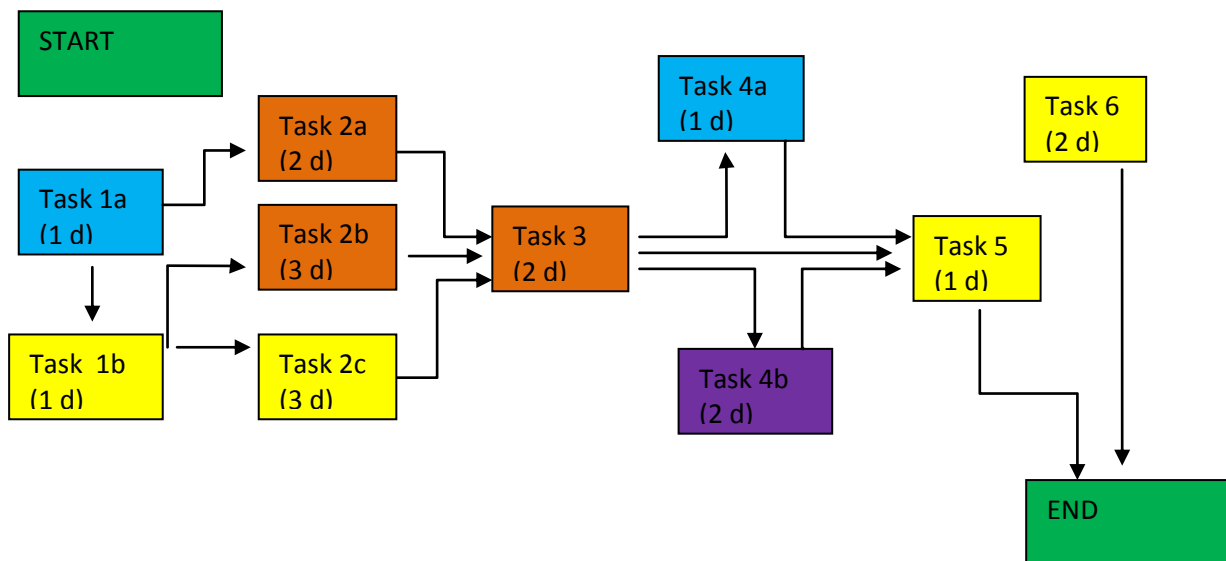 START
Task 1a
(1 d)
Task 1b
(1 d)
Task 2a
(2 d)
Task 2b
(3 d)
Task 2c
(3 d)
Task 3
(2 d)
Task 4a
(1 d)
Task 4b
(2 d)
Task 5
(1 d)
Task 6
(2 d)
END